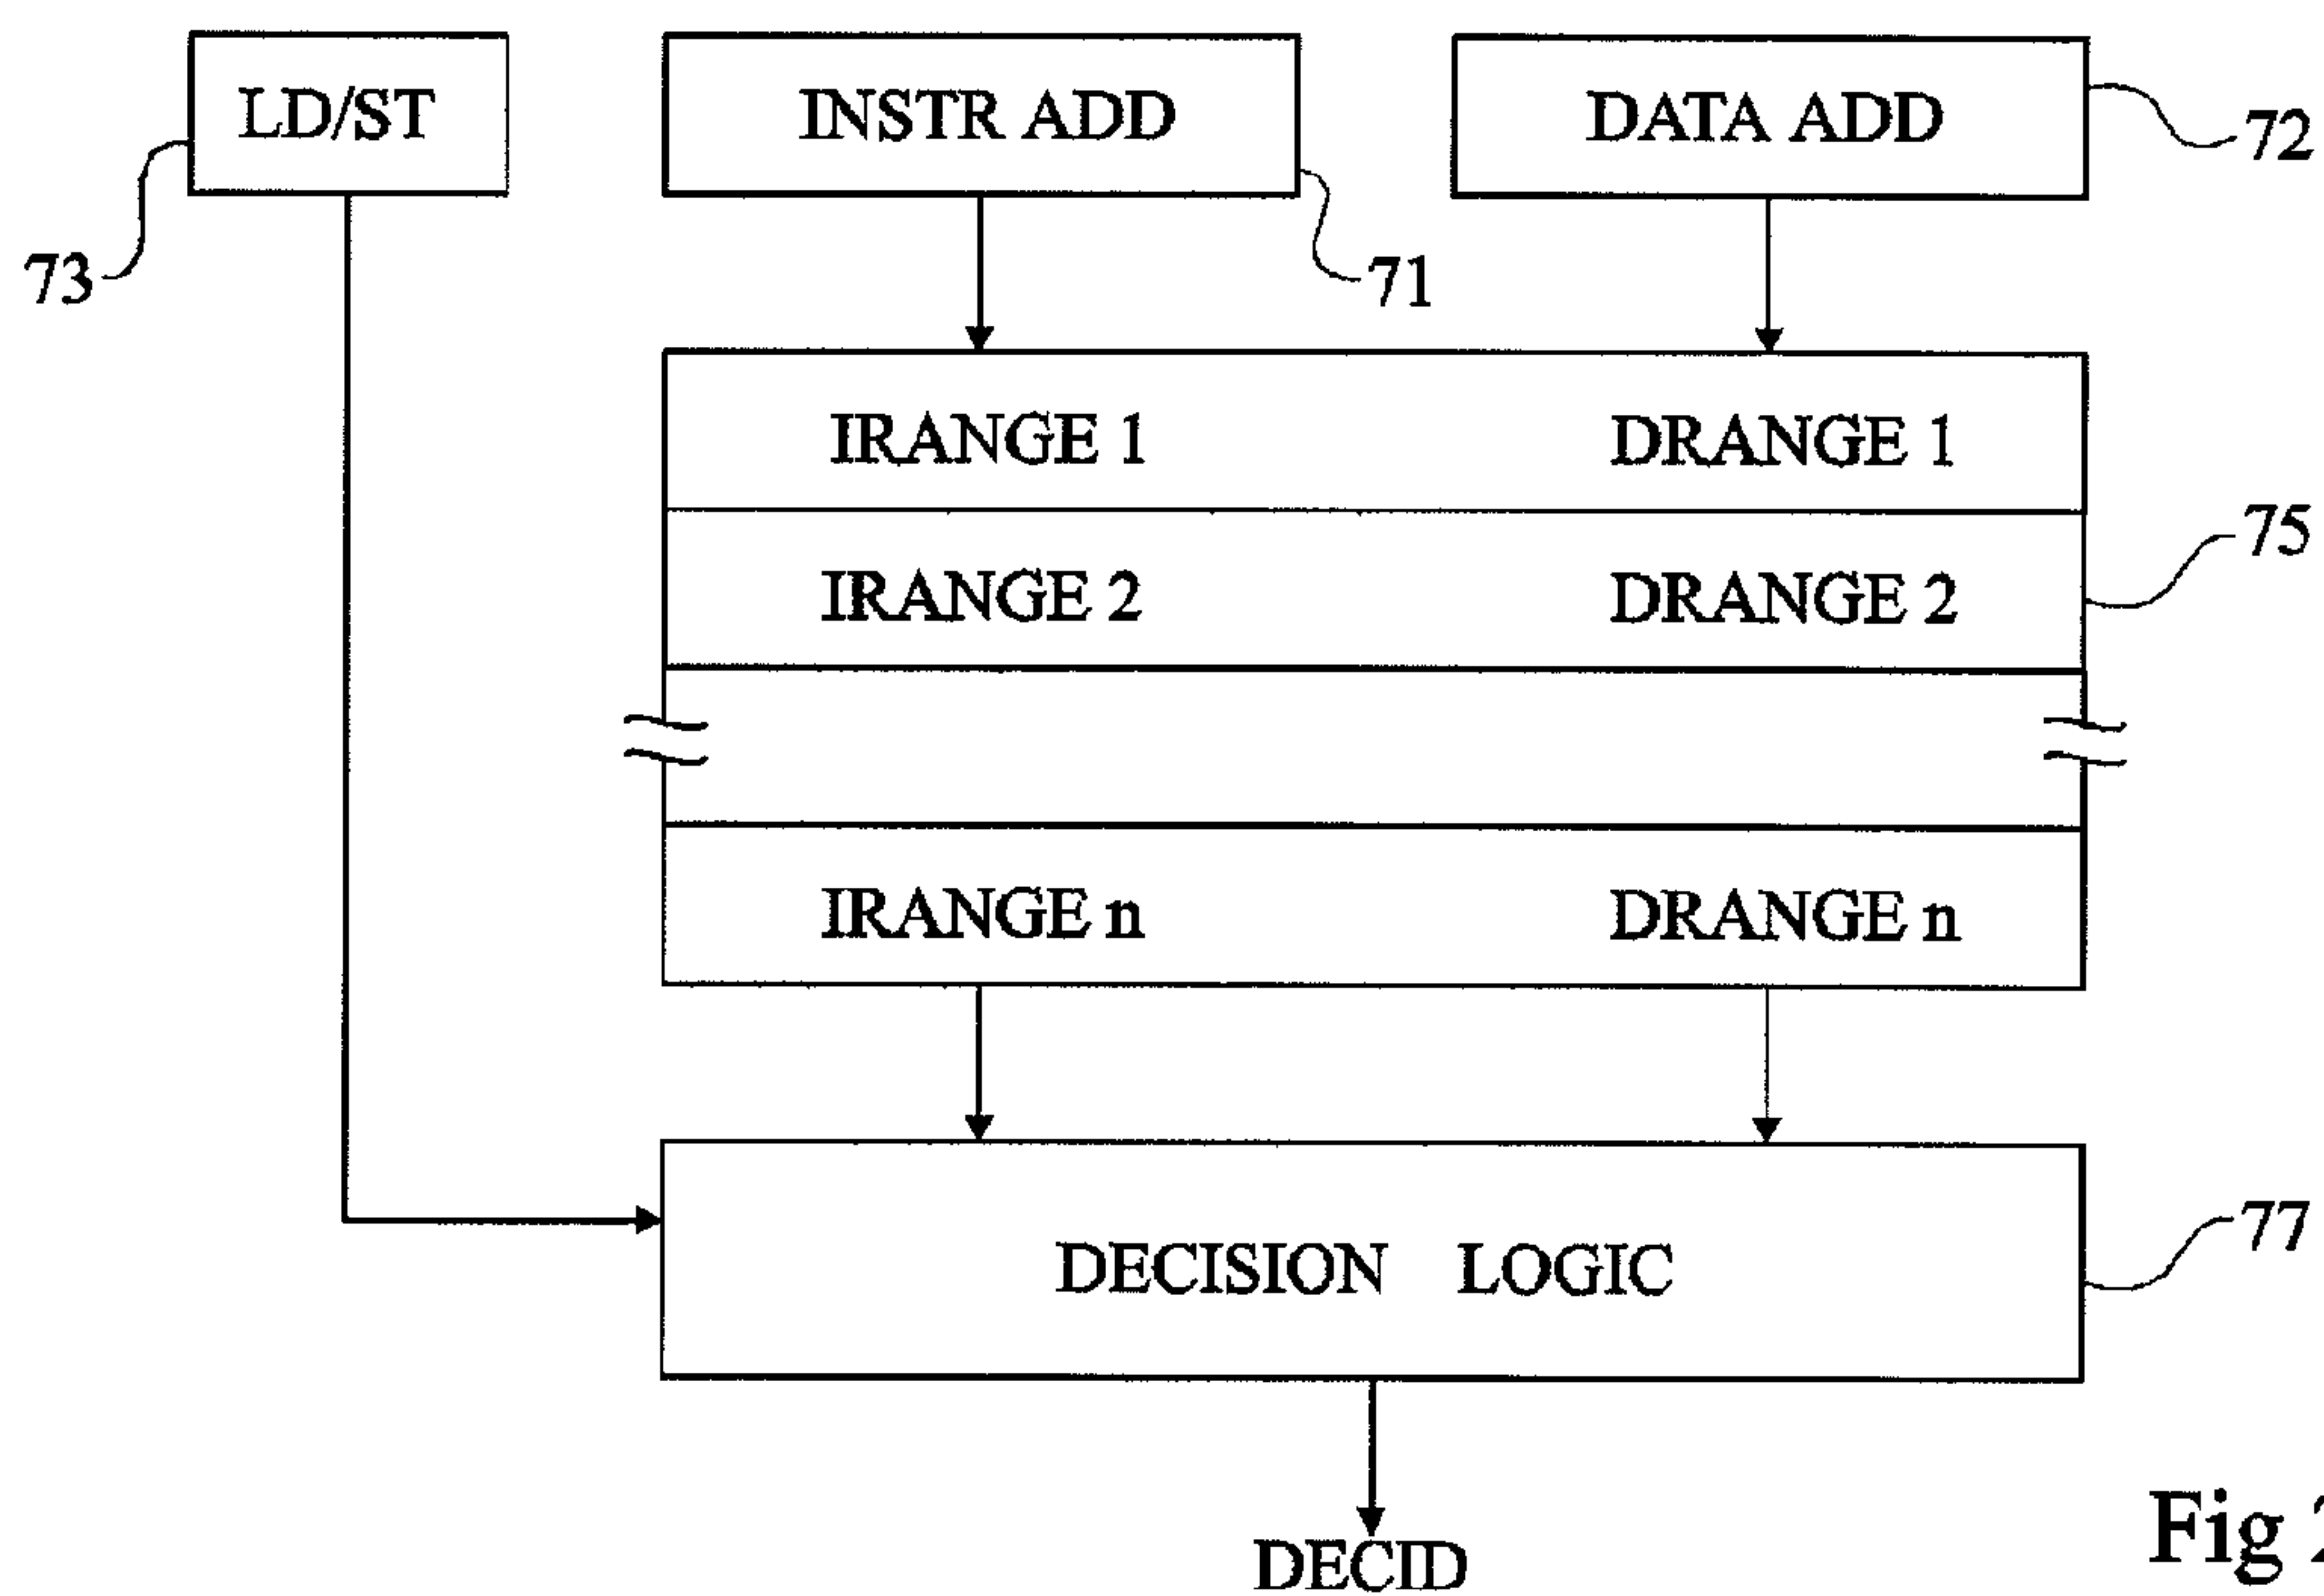 LD/ST
INSTR ADD
DATA ADD
72
73
71
IRANGE 1
DRANGE 1
75
IRANGE 2
DRANGE 2
IRANGE n
DRANGE n
77
DECISION LOGIC
DECID
Fig